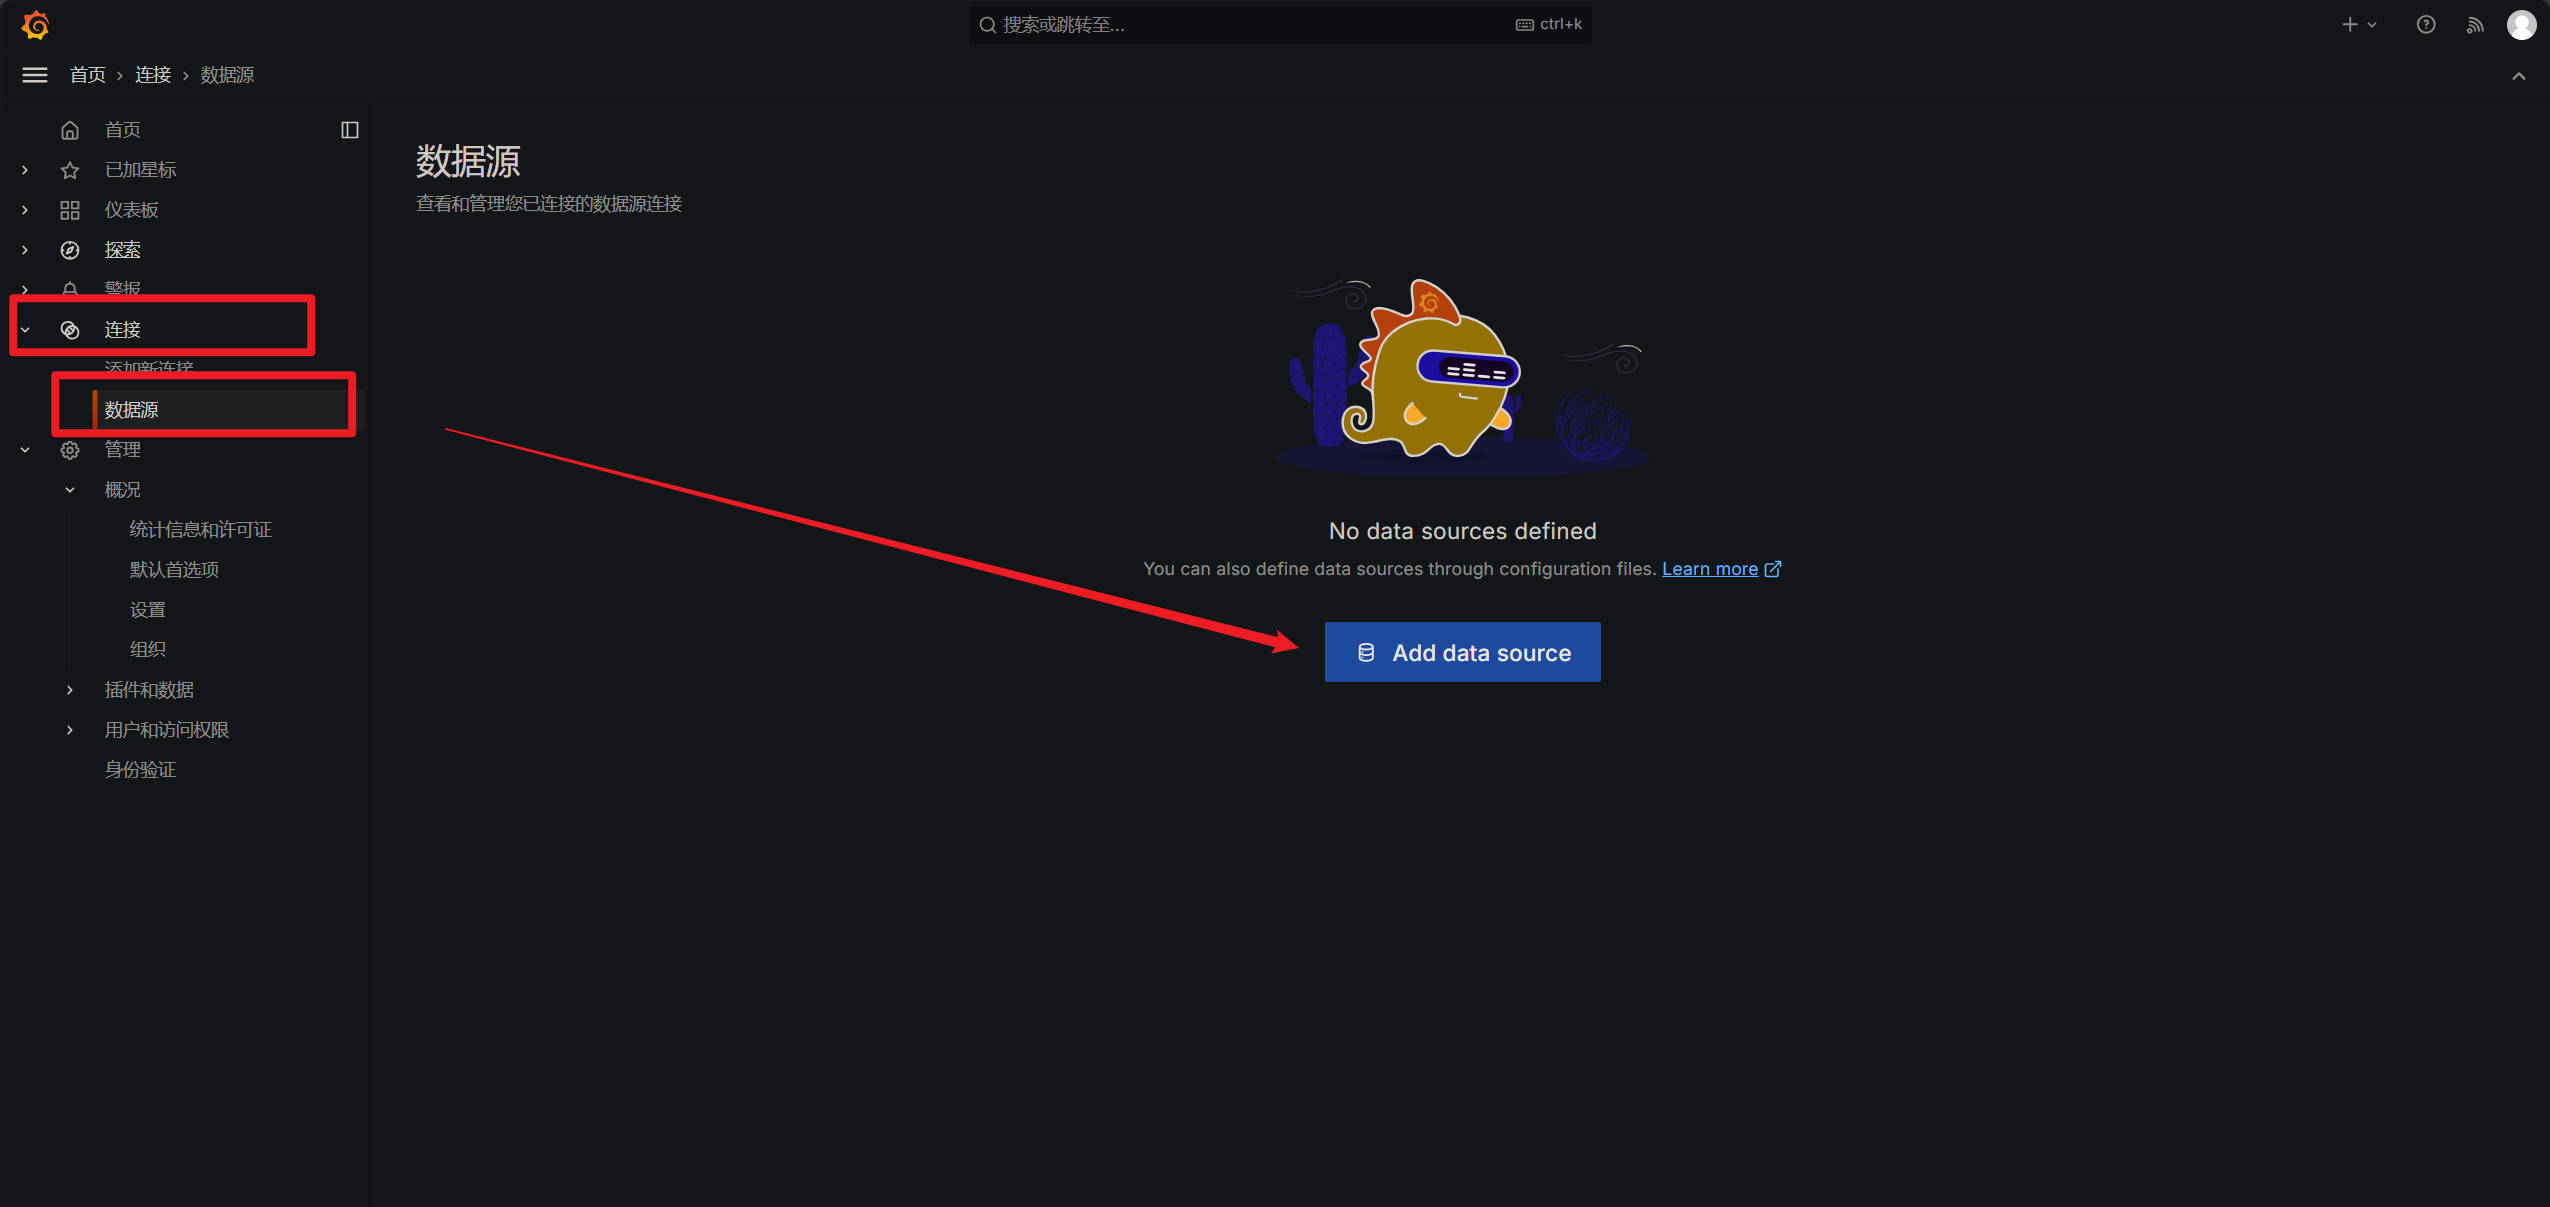 搜索或跳转至...
ctrl+k
首页 › 连接 › 数据源
首页
已加星标
仪表板
探索
警报
连接
添加新连接
数据源
管理
概况
统计信息和许可证
默认首选项
设置
组织
插件和数据
用户和访问权限
身份验证
数据源
查看和管理您已连接的数据源连接
No data sources defined
You can also define data sources through configuration files. Learn more
Add data source